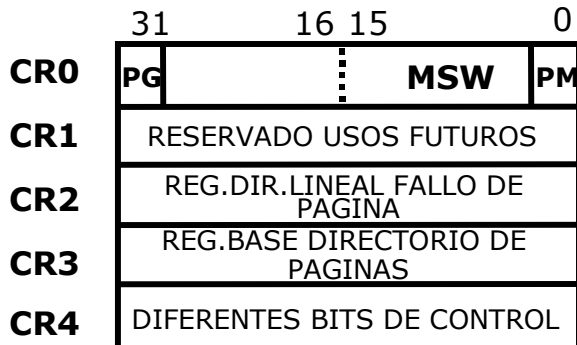 31 16 15 0
CR0 PG MSW PM
CR1 RESERVADO USOS FUTUROS
CR2 REG.DIR.LINEAL FALLO DE
PAGINA
CR3 REG.BASE DIRECTORIO DE
PAGINAS
CR4 DIFERENTES BITS DE CONTROL